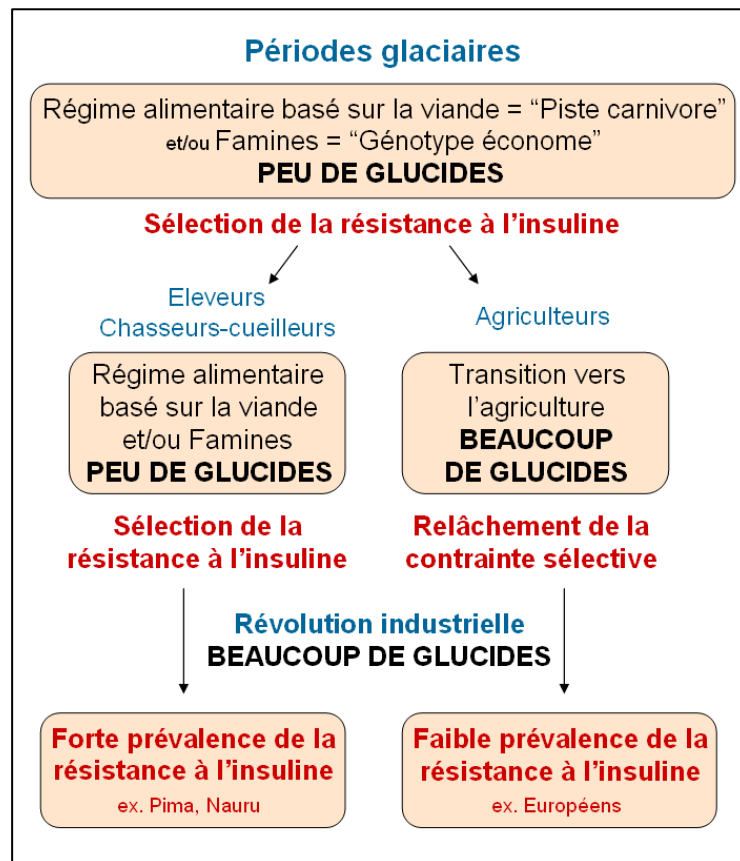 Périodes glaciaires
Régime alimentaire basé sur la viande = “Piste carnivore”
et/ou Famines = “Génotype économe”
PEU DE GLUCIDES
Sélection de la résistance à l’insuline
Eleveurs
Chasseurs-cueilleurs
Régime alimentaire
basé sur la viande
et/ou Famines
PEU DE GLUCIDES
Sélection de la
résistance à l’insuline
Agriculteurs
Transition vers
l’agriculture
BEAUCOUP
DE GLUCIDES
Relâchement de la
contrainte sélective
Révolution industrielle
BEAUCOUP DE GLUCIDES
Forte prévalence de la
résistance à l’insuline
ex. Pima, Nauru
Faible prévalence de la
résistance à l’insuline
ex. Européens